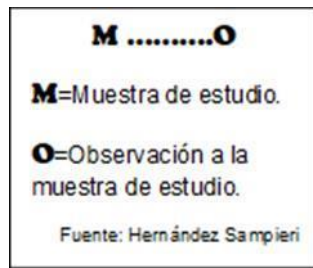 M ..........O
M=Muestra de estudio.
O=Observación a la
muestra de estudio.
Fuente: Hernández Sampieri